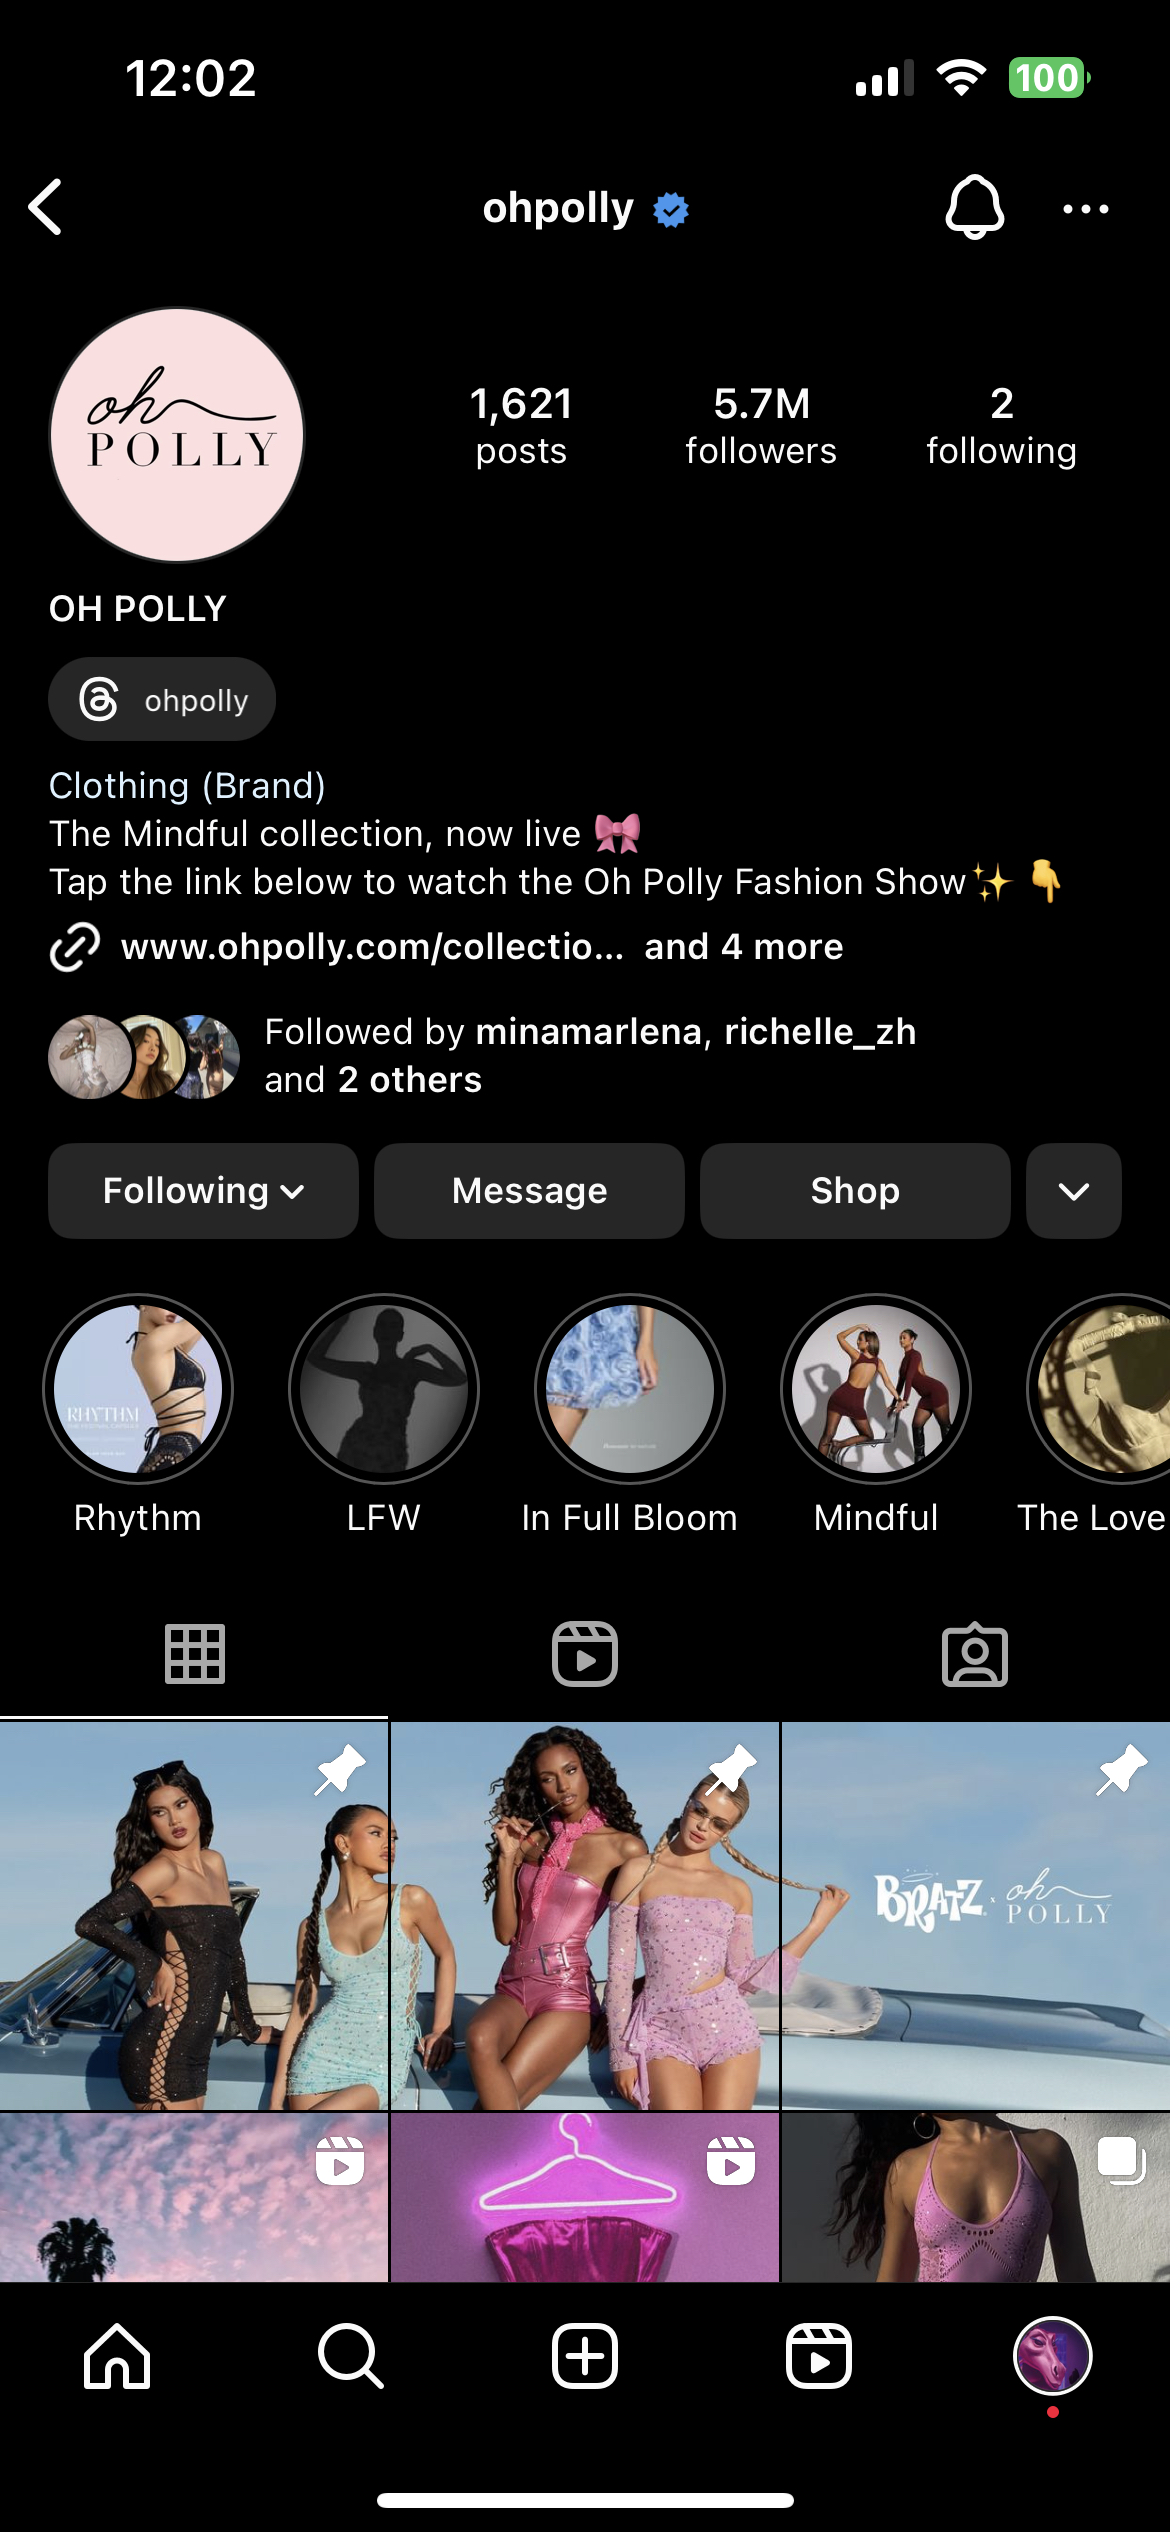 12:02
100
ohpolly
oh
POLLY
1,621
posts
5.7M
followers
2
following
OH POLLY
ohpolly
Clothing (Brand)
The Mindful collection, now live 🎀
Tap the link below to watch the Oh Polly Fashion Show✨ 👇
www.ohpolly.com/collectio... and 4 more
Followed by minamarlena, richelle_zh
and 2 others
Following
Message
Shop
RHYTHM
Rhythm
LFW
In Full Bloom
Mindful
The Love
BRATZ x oh POLLY